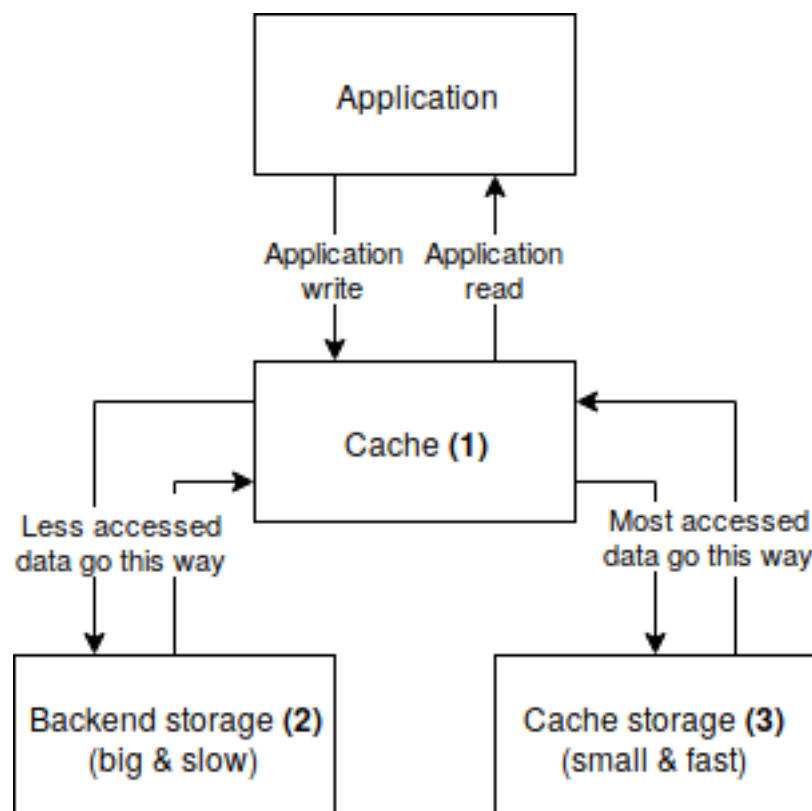 Application
Application
write
Application
read
Cache (1)
Less accessed
data go this way
Most accessed
data go this way
Backend storage (2)
(big & slow)
Cache storage (3)
(small & fast)